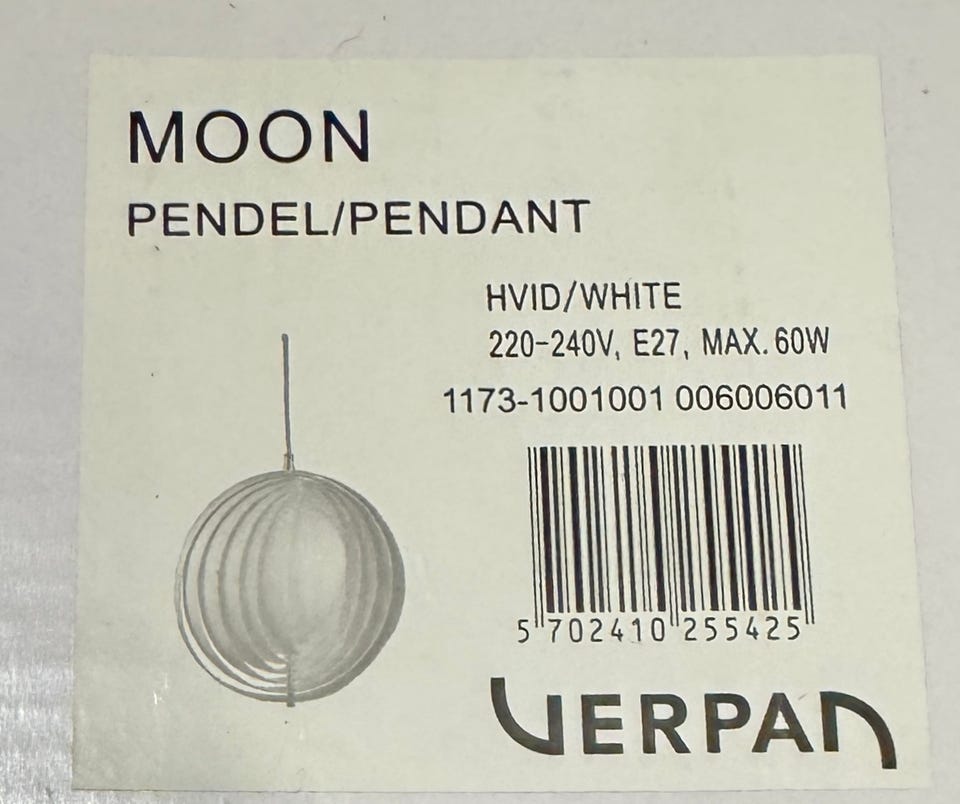 MOON
PENDEL/PENDANT
HVID/WHITE
220-240V, E27, MAX. 60W
1173-1001001 006006011
5 702410 255425
VERPAN